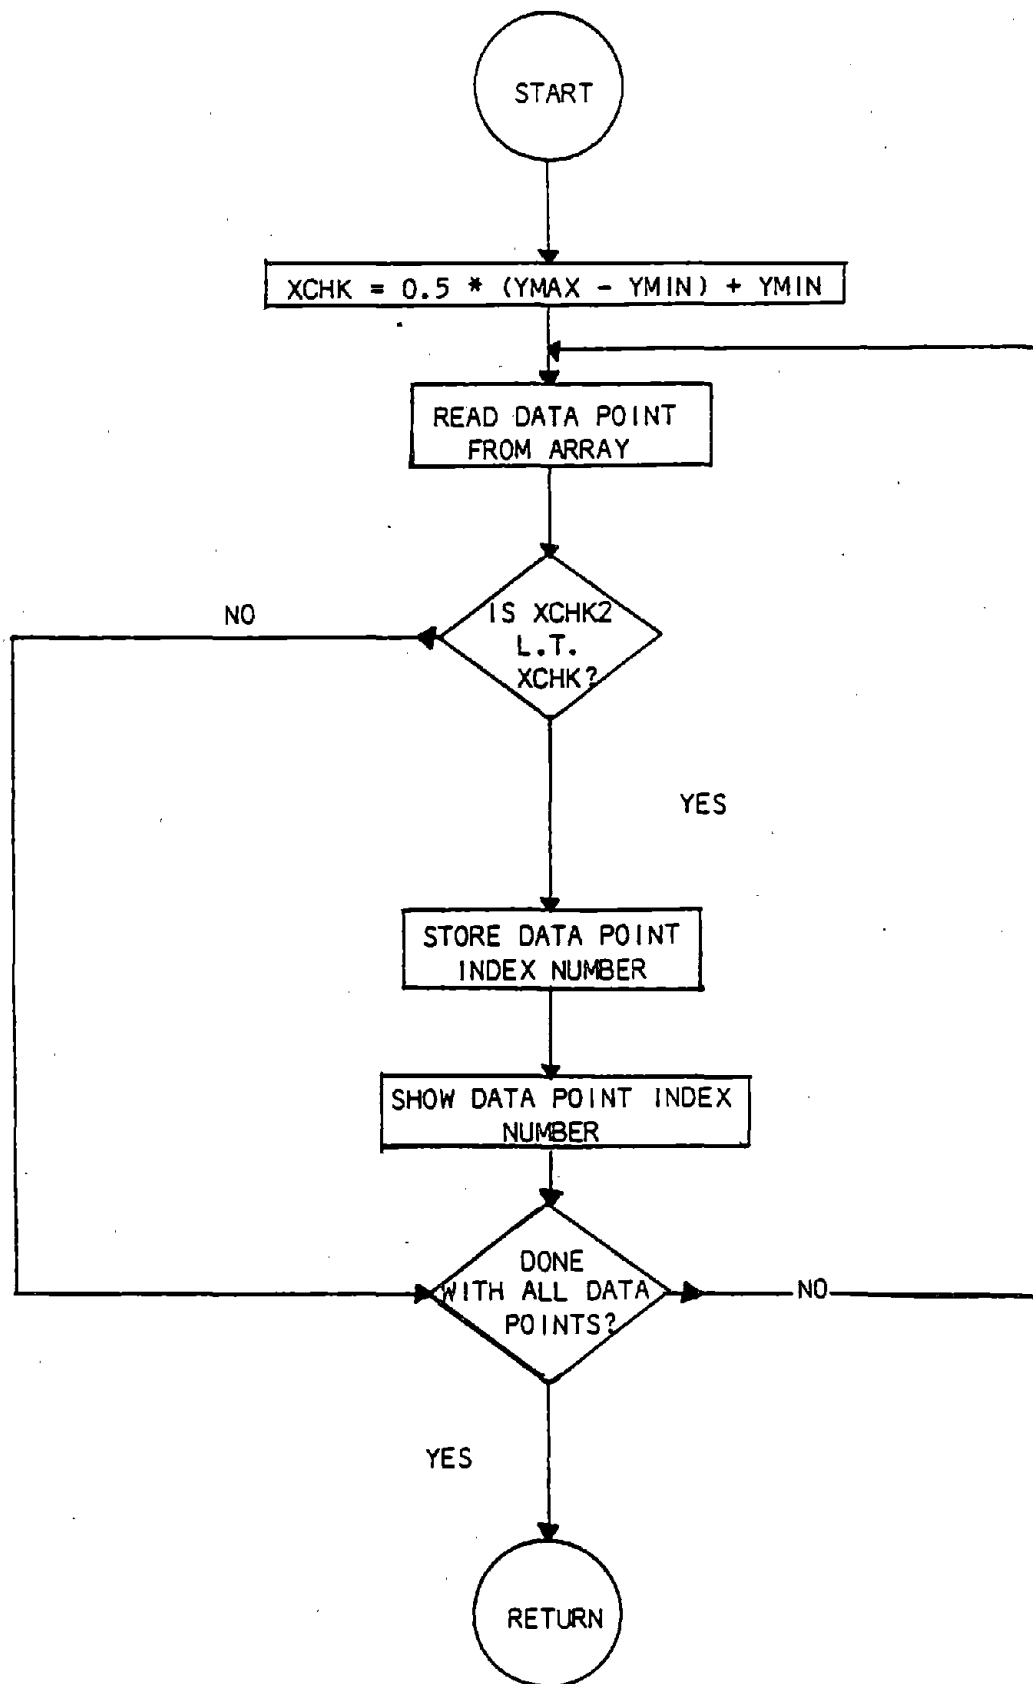 START
XCHK = 0.5 * (YMAX - YMIN) + YMIN
READ DATA POINT
FROM ARRAY
NO
IS XCHK2
L.T.
XCHK?
YES
STORE DATA POINT
INDEX NUMBER
SHOW DATA POINT INDEX
NUMBER
DONE
WITH ALL DATA
POINTS?
NO
YES
RETURN